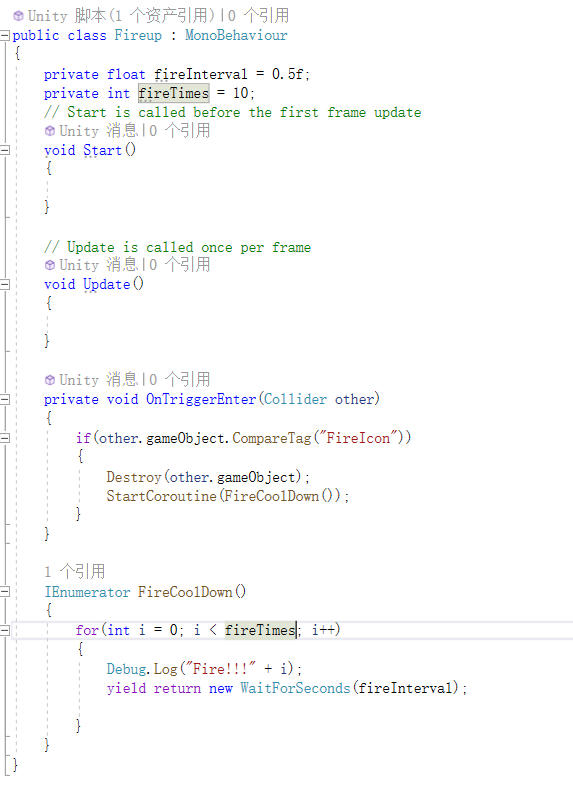 Unity 脚本(1 个资产引用)|0 个引用
public class Fireup : MonoBehaviour
{
private float fireInterval = 0.5f;
private int fireTimes = 10;
// Start is called before the first frame update
Unity 消息|0 个引用
void Start()
{
}
// Update is called once per frame
Unity 消息|0 个引用
void Update()
{
}
Unity 消息|0 个引用
private void OnTriggerEnter(Collider other)
{
if(other.gameObject.CompareTag("FireIcon"))
{
Destroy(other.gameObject);
StartCoroutine(FireCoolDown());
}
}
1 个引用
IEnumerator FireCoolDown()
{
for(int i = 0; i < fireTimes; i++)
{
Debug.Log("Fire!!!" + i);
yield return new WaitForSeconds(fireInterval);
}
}
}